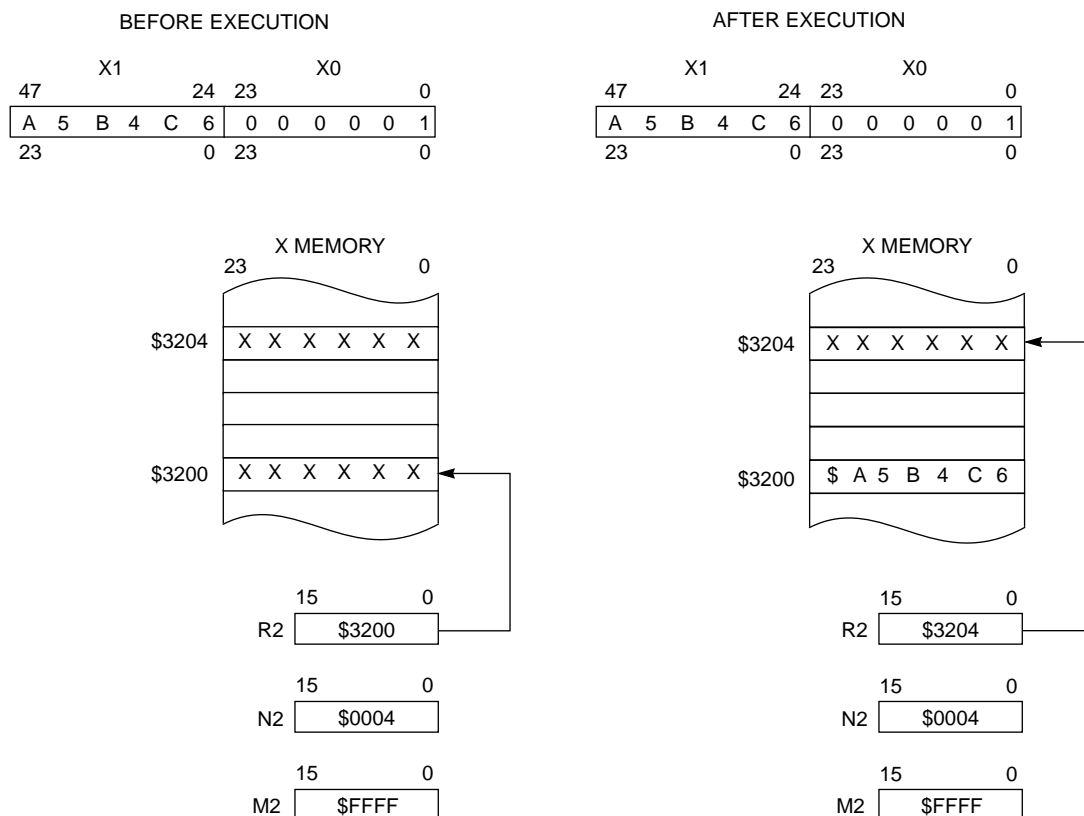 BEFORE EXECUTION
X1 X0
47 24 23 0
A 5 B 4 C 6 0 0 0 0 0 1
23 0 23 0
X MEMORY
23 0
$3204 X X X X X X
$3200 X X X X X X
15 0
R2 $3200
15 0
N2 $0004
15 0
M2 $FFFF
AFTER EXECUTION
X1 X0
47 24 23 0
A 5 B 4 C 6 0 0 0 0 0 1
23 0 23 0
X MEMORY
23 0
$3204 X X X X X X
$3200 $ A 5 B 4 C 6
15 0
R2 $3204
15 0
N2 $0004
15 0
M2 $FFFF